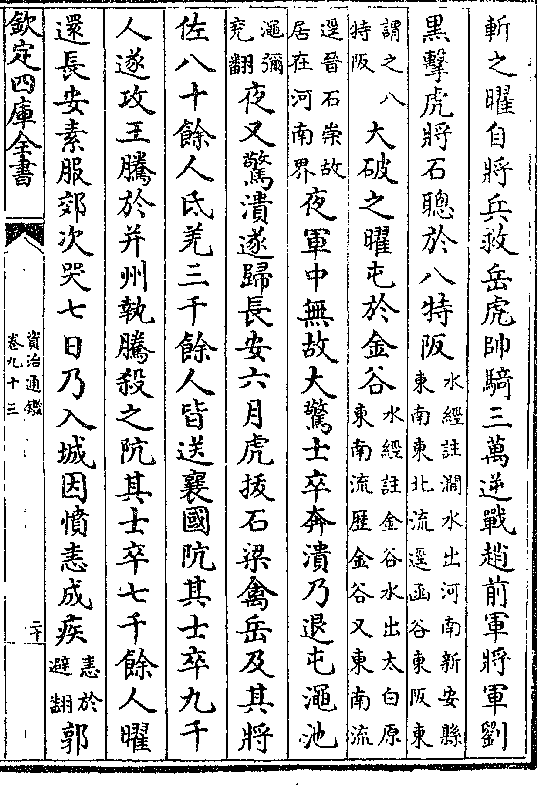 斬之曜自將兵救岳虎帥騎三萬逆戰趙前軍將軍劉
黒擊虎將石聰於八特阪水經註澗水出河南新安縣東南東北流逕函谷東阪東
謂之八特阪大破之曜屯於金谷水經註金谷水出太白原東南流歷金谷又東南流
逕晉石崇故居在河南界夜軍中無故大驚士卒奔潰乃退屯澠池
澠彌兖翻夜又驚潰遂歸長安六月虎拔石梁禽岳及其將
佐八十餘人氐羌三千餘人皆送襄國阬其士卒九千
人遂攻王騰於并州執騰殺之阬其士卒七千餘人曜
還長安素服郊次哭七日乃入城因憤恚成疾恚於避翻郭
欽定四庫全書
資治通鑑
卷九十三
二十